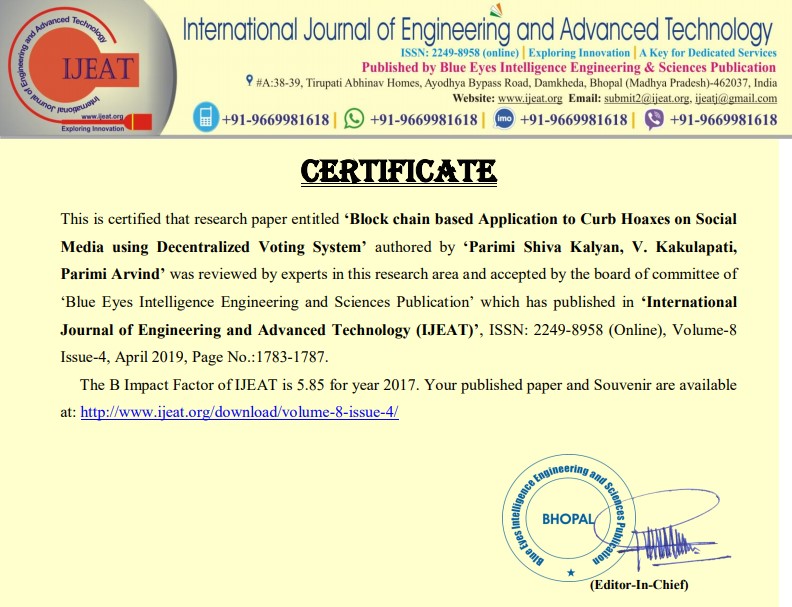 International Journal of Engineering and Advanced Technology
ISSN: 2249-8958 (online) | Exploring Innovation | A Key for Dedicated Services
Published by Blue Eyes Intelligence Engineering & Sciences Publication
#A:38-39, Tirupati Abhinav Homes, Ayodhya Bypass Road, Damkheda, Bhopal (Madhya Pradesh)-462037, India
Website: www.ijeat.org Email: submit2@ijeat.org, ijeatj@gmail.com
+91-9669981618 | +91-9669981618 | imo +91-9669981618 | +91-9669981618
International Journal of Engineering and Advanced Technology
IJEAT
www.ijeat.org
Exploring Innovation
CERTIFICATE
This is certified that research paper entitled ‘Block chain based Application to Curb Hoaxes on Social
Media using Decentralized Voting System’ authored by ‘Parimi Shiva Kalyan, V. Kakulapati,
Parimi Arvind’ was reviewed by experts in this research area and accepted by the board of committee of
‘Blue Eyes Intelligence Engineering and Sciences Publication’ which has published in ‘International
Journal of Engineering and Advanced Technology (IJEAT)’, ISSN: 2249-8958 (Online), Volume-8
Issue-4, April 2019, Page No.:1783-1787.
The B Impact Factor of IJEAT is 5.85 for year 2017. Your published paper and Souvenir are available
at: http://www.ijeat.org/download/volume-8-issue-4/
Blue Eyes Intelligence Engineering and Sciences Publication
BHOPAL
(Editor-In-Chief)